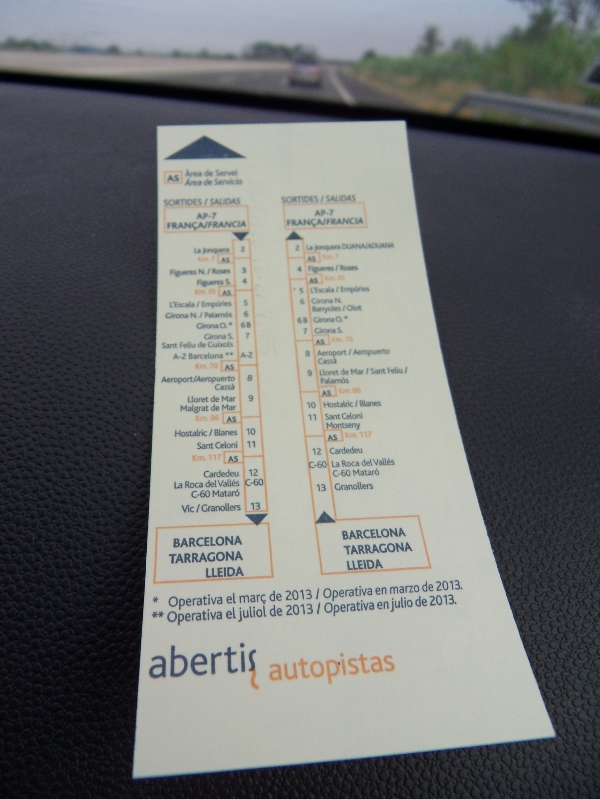 AS Àrea de Servei
Área de Servicio
SORTIDES / SALIDAS
AP-7
FRANÇA/FRANCIA
La Jonquera 2
Km. 7 AS
Figueres N. / Roses 3
Figueres S. 4
Km. 35 AS
L'Escala / Empúries 5
Girona N. / Palamós 6
Girona O.* 6B
Girona S. 7
Sant Feliu de Guíxols
A-2 Barcelona ** A-2
Km. 70 AS
Aeroport/Aeropuerto 8
Cassà
Lloret de Mar 9
Malgrat de Mar
Km. 86 AS
Hostalric / Blanes 10
Sant Celoni 11
Km. 117 AS
Cardedeu 12
La Roca del Vallés C-60
C-60 Mataró
Vic / Granollers 13
BARCELONA
TARRAGONA
LLEIDA
SORTIDES / SALIDAS
AP-7
FRANÇA/FRANCIA
2 La Jonquera DUANA/ADUANA
AS Km. 7
4 Figueres / Roses
AS Km. 35
5 L'Escala / Empúries
6 Girona N.
Banyoles / Olot
6B Girona O.*
7 Girona S.
AS Km. 70
8 Aeroport / Aeropuerto
Cassà
9 Lloret de Mar / Sant Feliu /
Palamós
AS Km. 86
10 Hostalric / Blanes
11 Sant Celoni
Montseny
AS Km. 117
12 Cardedeu
C-60 La Roca del Vallés
C-60 Mataró
13 Granollers
BARCELONA
TARRAGONA
LLEIDA
* Operativa el març de 2013 / Operativa en marzo de 2013.
** Operativa el juliol de 2013 / Operativa en julio de 2013.
abertis autopistas